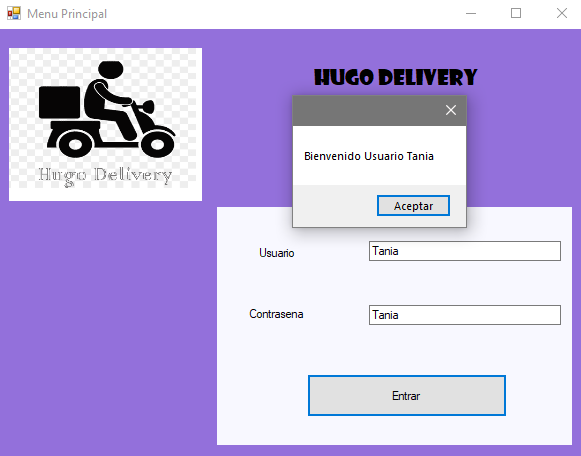 Menu Principal
HUGO DELIVERY
Hugo Delivery
Bienvenido Usuario Tania
Aceptar
Usuario
Tania
Contrasena
Tania
Entrar